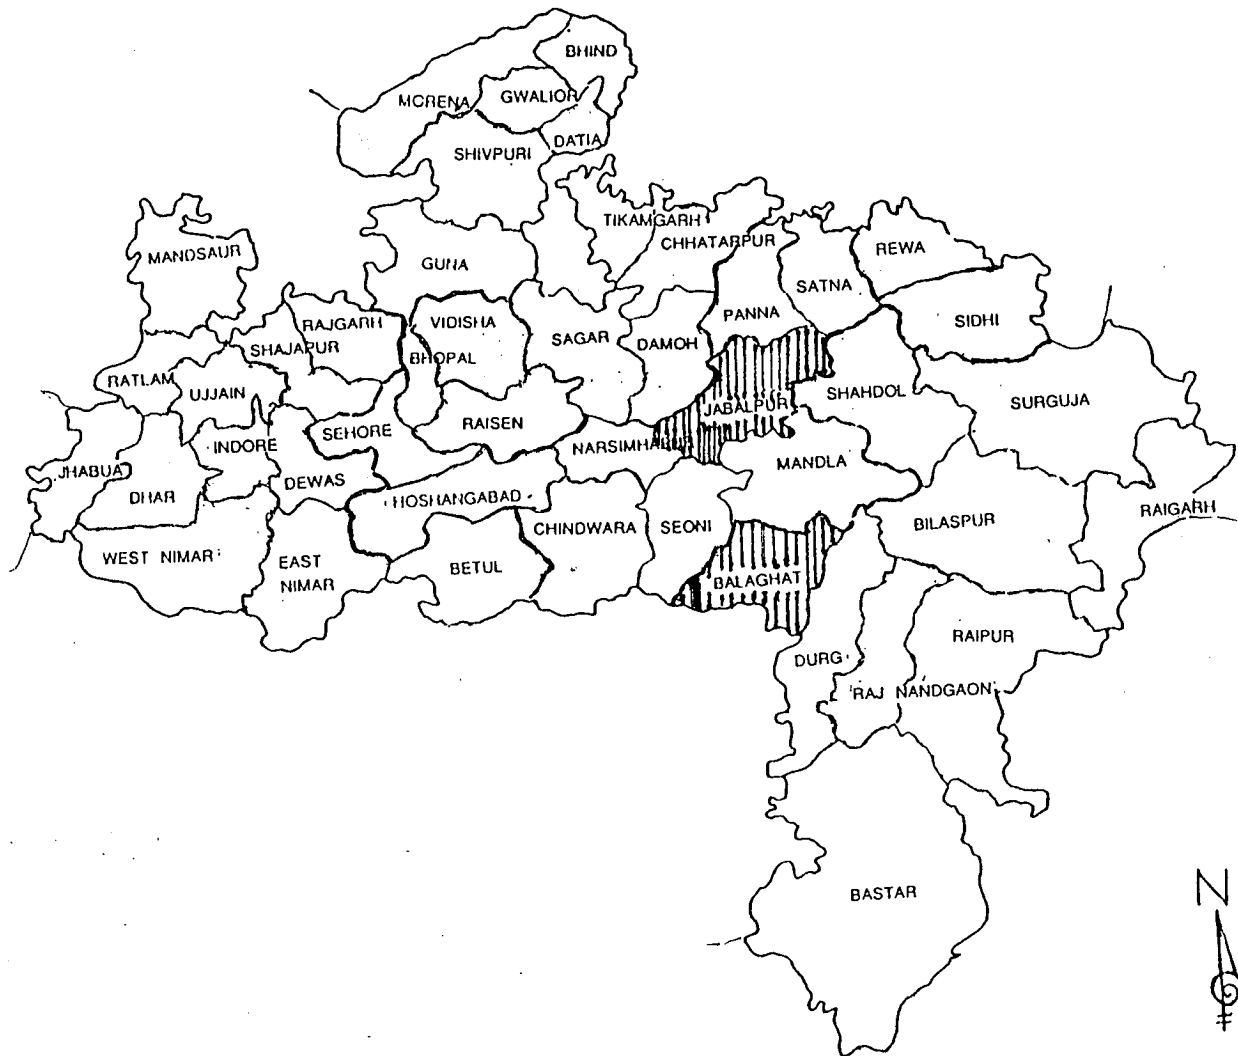 BHIND
MORENA
GWALIOR
DATIA
SHIVPURI
TIKAMGARH
CHHATARPUR
REWA
MANDSAUR
GUNA
SATNA
PANNA
SIDHI
RAJGARH
VIDISHA
SAGAR
DAMOH
SHAJAPUR
BHOPAL
RATLAM
UJJAIN
SHAHDOL
SURGUJA
JABALPUR
RAISEN
SEHORE
INDORE
NARSIMHA
MANDLA
JHABUA
DHAR
DEWAS
HOSHANGABAD
CHINDWARA
SEONI
BILASPUR
RAIGARH
WEST NIMAR
EAST
NIMAR
BETUL
BALAGHAT
RAIPUR
DURG
RAJ NANDGAON
BASTAR
N